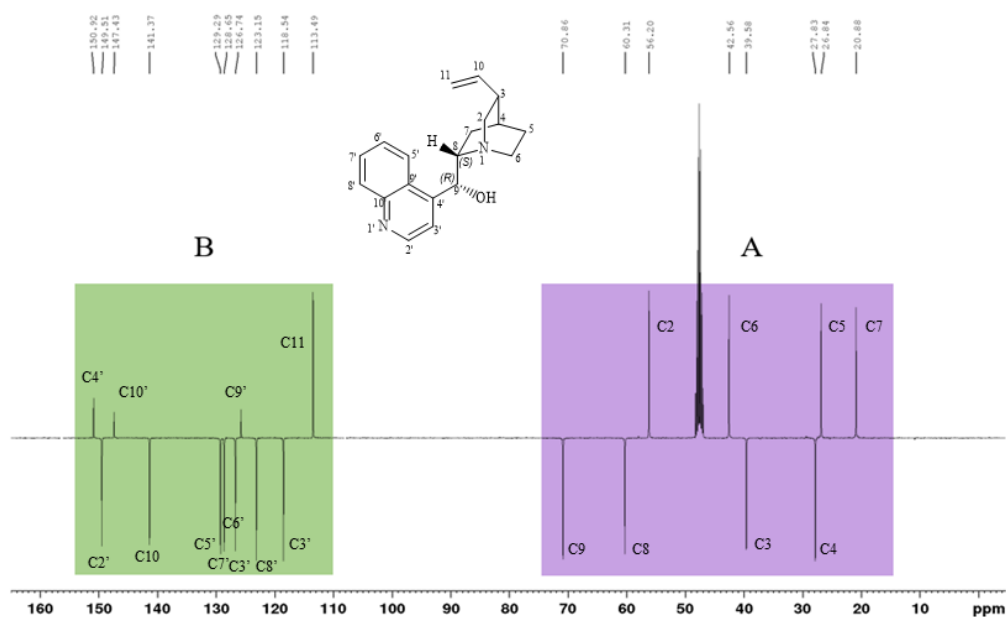 150.92
149.51
147.43
141.37
129.29
128.65
126.74
123.15
118.54
113.49
70.86
60.31
56.20
42.56
39.58
27.83
26.84
20.88
11
10
3
2
7
4
5
6'
5'
H
8
(S)
N
1
6
7'
(R)
8'
9'
9'
OH
10
4'
1'
N
3'
2'
B
A
C11
C2
C6
C5
C7
C4'
C10'
C9'
C6'
C2'
C10
C5'
C7'
C3'
C8'
C3'
C9
C8
C3
C4
160 150 140 130 120 110 100 90 80 70 60 50 40 30 20 10 ppm